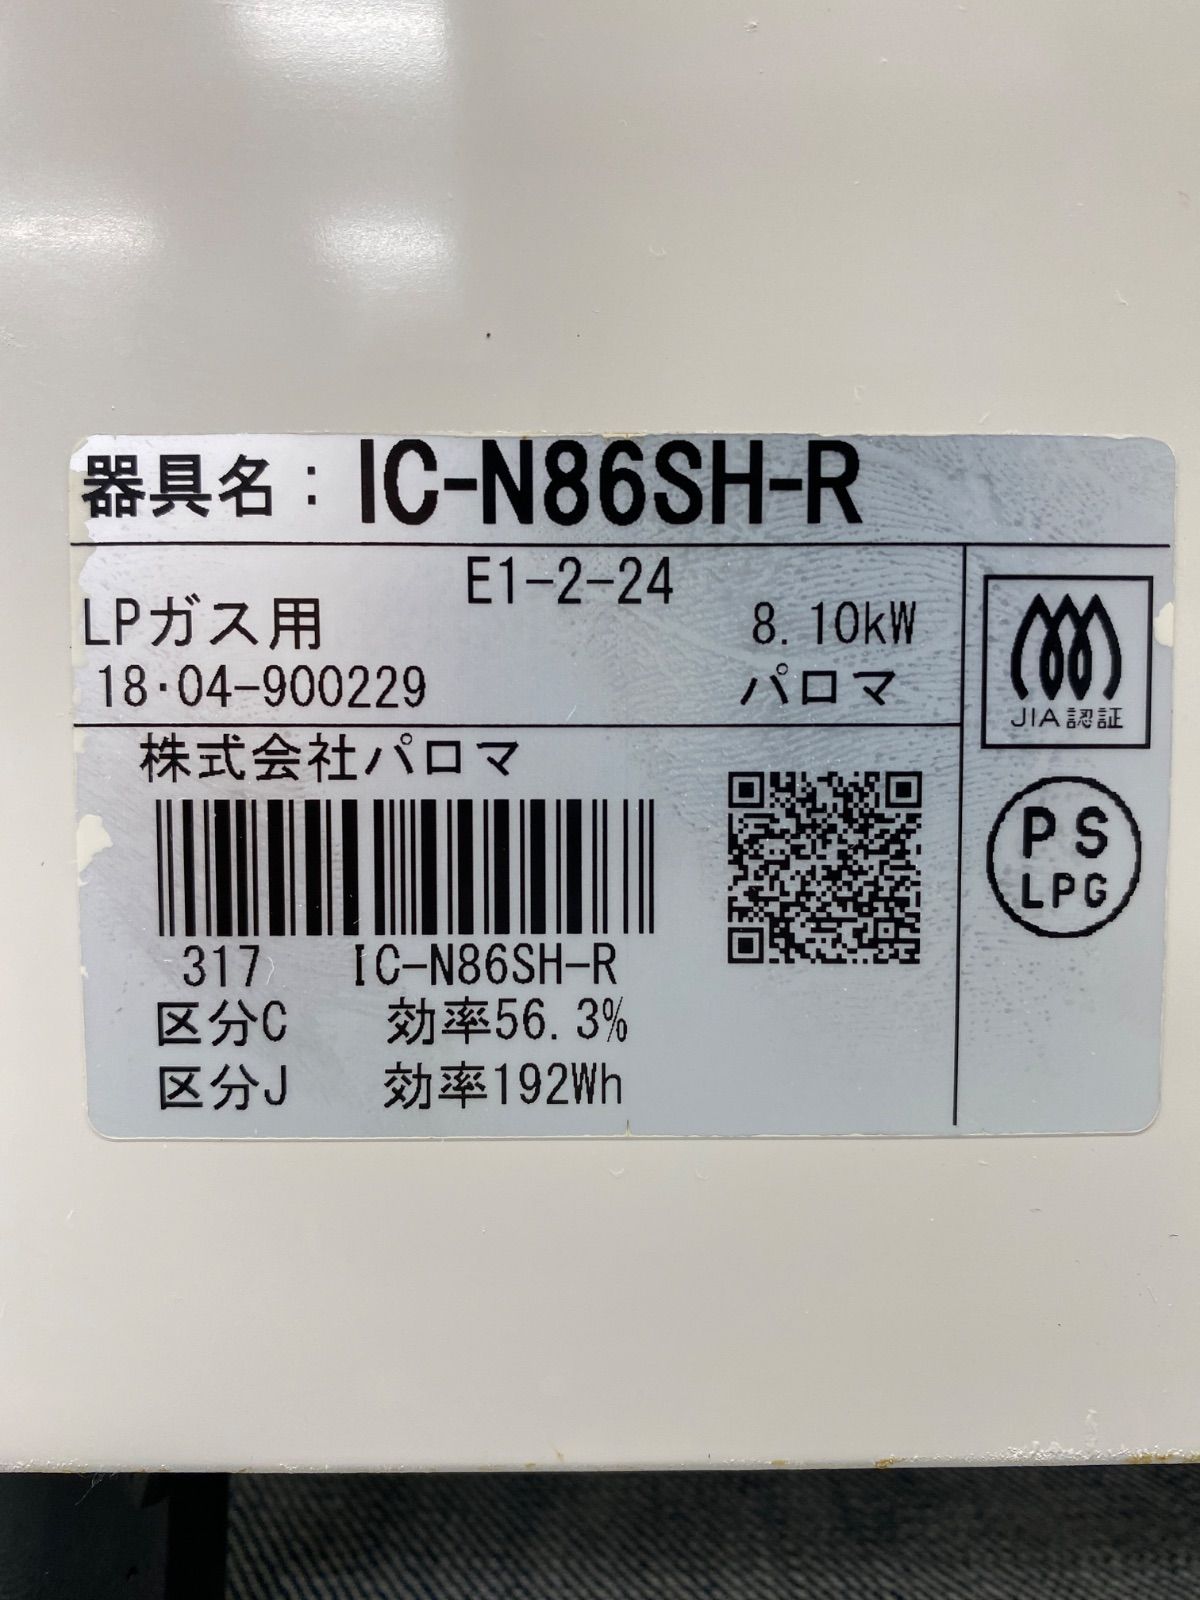 器具名：IC-N86SH-R
E1-2-24
LPガス用 8.10kW
18･04-900229 パロマ
JIA認証
株式会社パロマ
PS
LPG
317 IC-N86SH-R
区分C 効率56.3%
区分J 効率192Wh